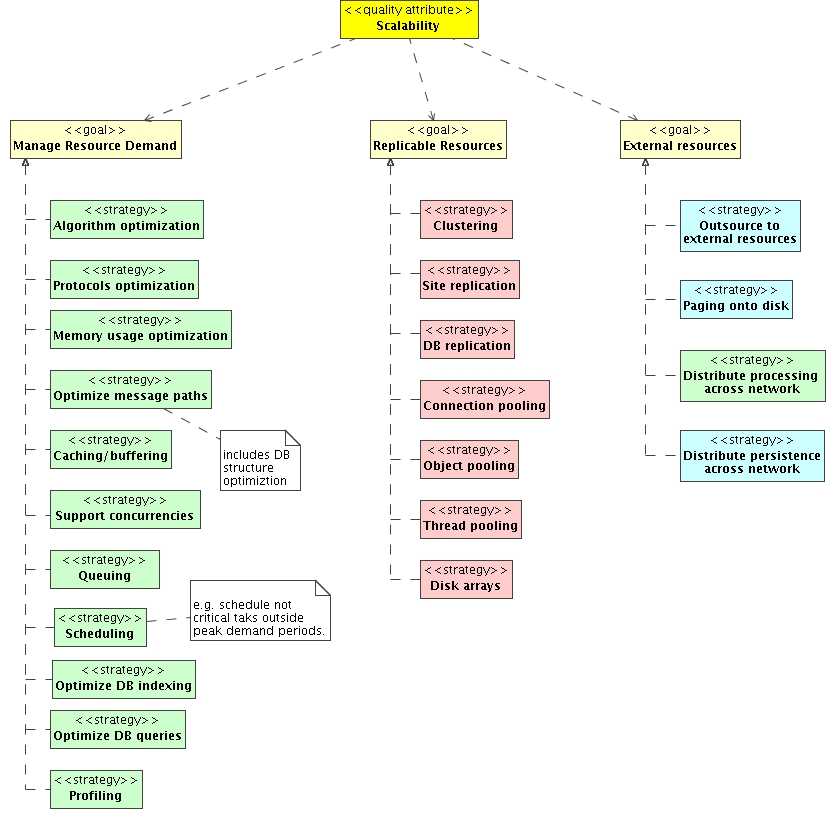 <<quality attribute>>
Scalability
<<goal>>
Manage Resource Demand
<<strategy>>
Algorithm optimization
<<strategy>>
Protocols optimization
<<strategy>>
Memory usage optimization
<<strategy>>
Optimize message paths
includes DB
structure
optimiztion
<<strategy>>
Caching/buffering
<<strategy>>
Support concurrencies
<<strategy>>
Queuing
<<strategy>>
Scheduling
e.g. schedule not
critical taks outside
peak demand periods.
<<strategy>>
Optimize DB indexing
<<strategy>>
Optimize DB queries
<<strategy>>
Profiling
<<goal>>
Replicable Resources
<<strategy>>
Clustering
<<strategy>>
Site replication
<<strategy>>
DB replication
<<strategy>>
Connection pooling
<<strategy>>
Object pooling
<<strategy>>
Thread pooling
<<strategy>>
Disk arrays
<<goal>>
External resources
<<strategy>>
Outsource to
external resources
<<strategy>>
Paging onto disk
<<strategy>>
Distribute processing
across network
<<strategy>>
Distribute persistence
across network